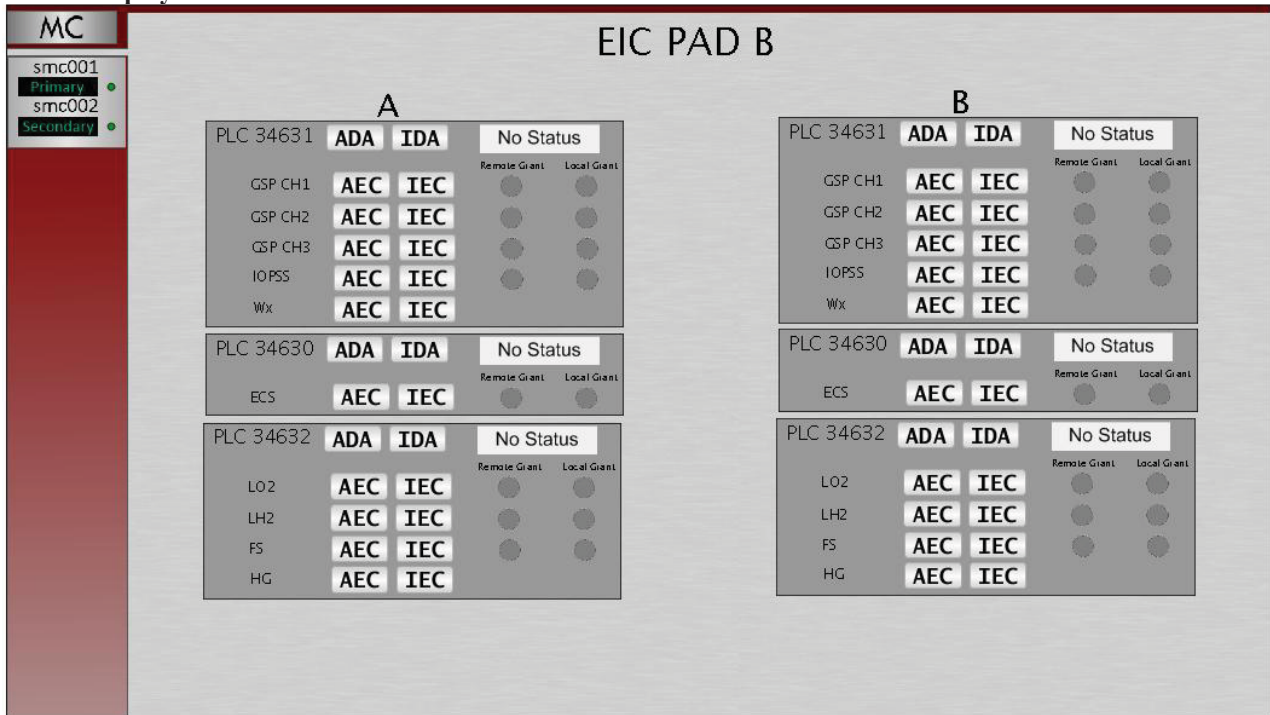 MC
EIC PAD B
smc001
Primary
smc002
Secondary
A
PLC 34631 ADA IDA No Status
Remote Grant Local Grant
GSP CH1 AEC IEC
GSP CH2 AEC IEC
GSP CH3 AEC IEC
IOPSS AEC IEC
Wx AEC IEC
PLC 34630 ADA IDA No Status
Remote Grant Local Grant
ECS AEC IEC
PLC 34632 ADA IDA No Status
Remote Grant Local Grant
LO2 AEC IEC
LH2 AEC IEC
FS AEC IEC
HG AEC IEC
B
PLC 34631 ADA IDA No Status
Remote Grant Local Grant
GSP CH1 AEC IEC
GSP CH2 AEC IEC
GSP CH3 AEC IEC
IOPSS AEC IEC
Wx AEC IEC
PLC 34630 ADA IDA No Status
Remote Grant Local Grant
ECS AEC IEC
PLC 34632 ADA IDA No Status
Remote Grant Local Grant
LO2 AEC IEC
LH2 AEC IEC
FS AEC IEC
HG AEC IEC